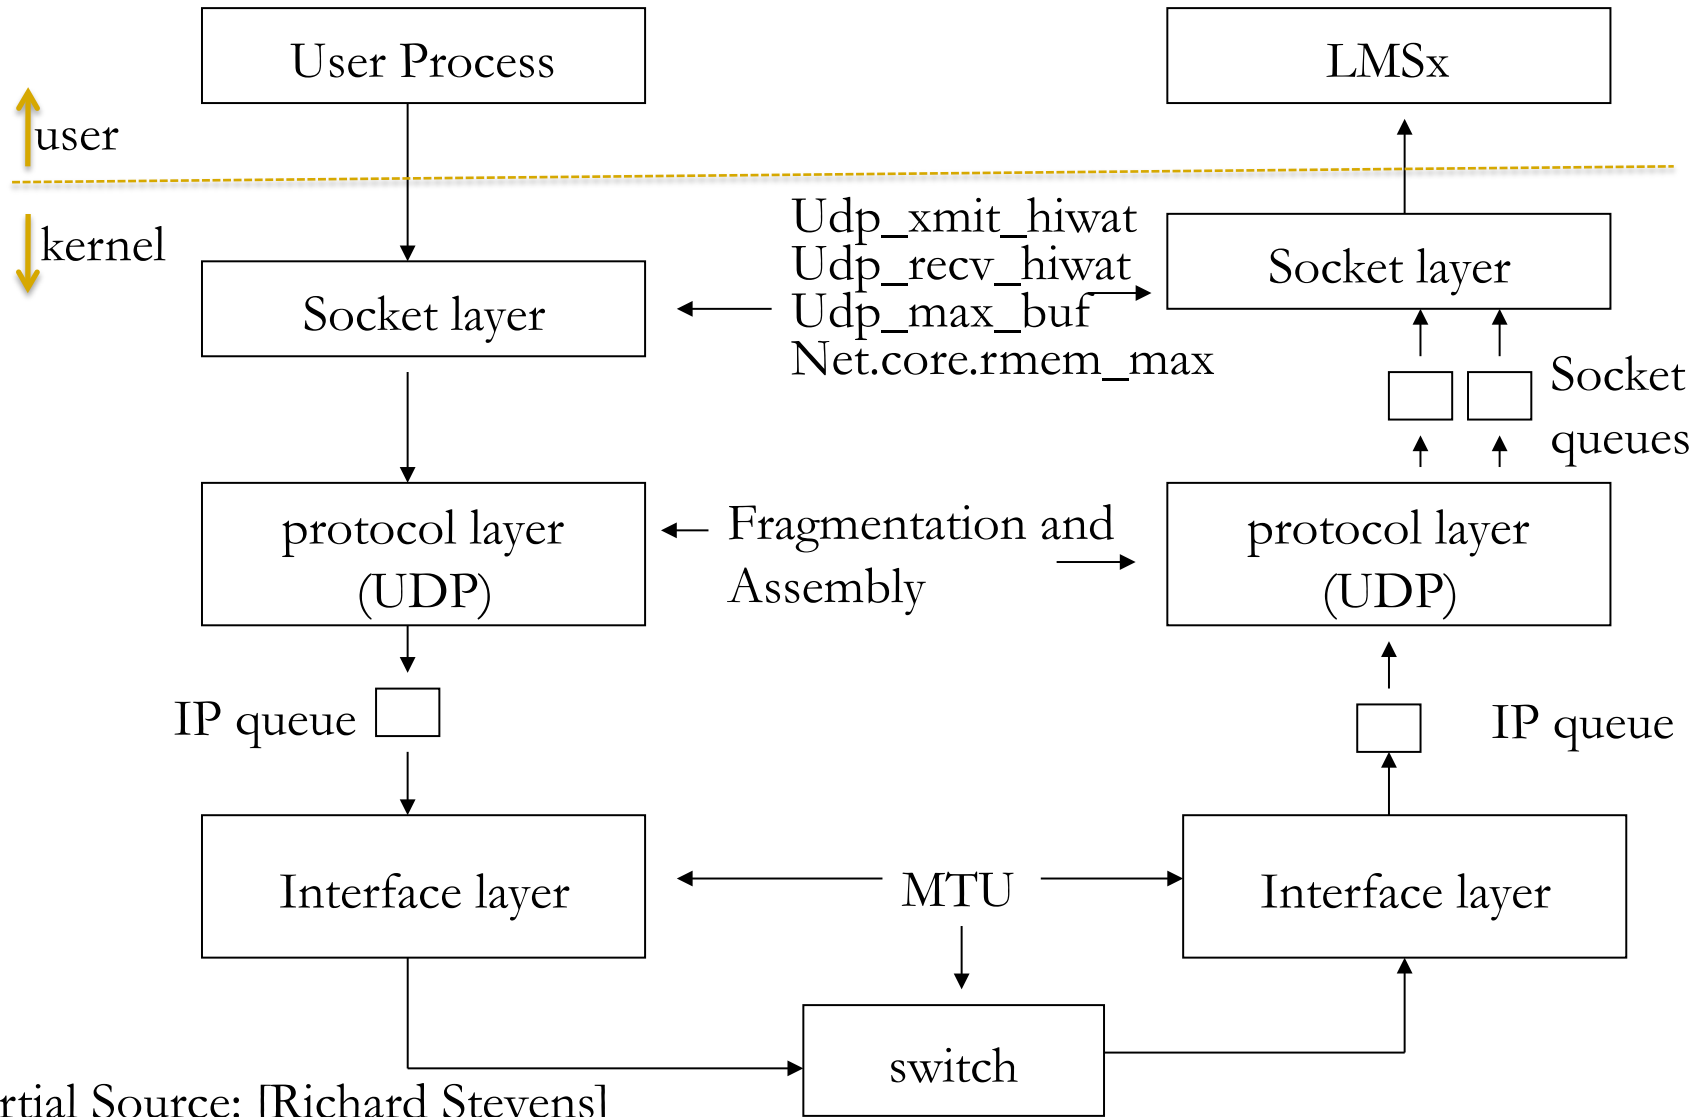 User Process
LMSx
user
kernel
Udp_xmit_hiwat
Udp_recv_hiwat
Udp_max_buf
Net.core.rmem_max
Socket layer
Socket layer
Socket
queues
protocol layer
(UDP)
Fragmentation and
Assembly
protocol layer
(UDP)
IP queue
IP queue
Interface layer
MTU
Interface layer
switch
rtial Source: [Richard Stevens]